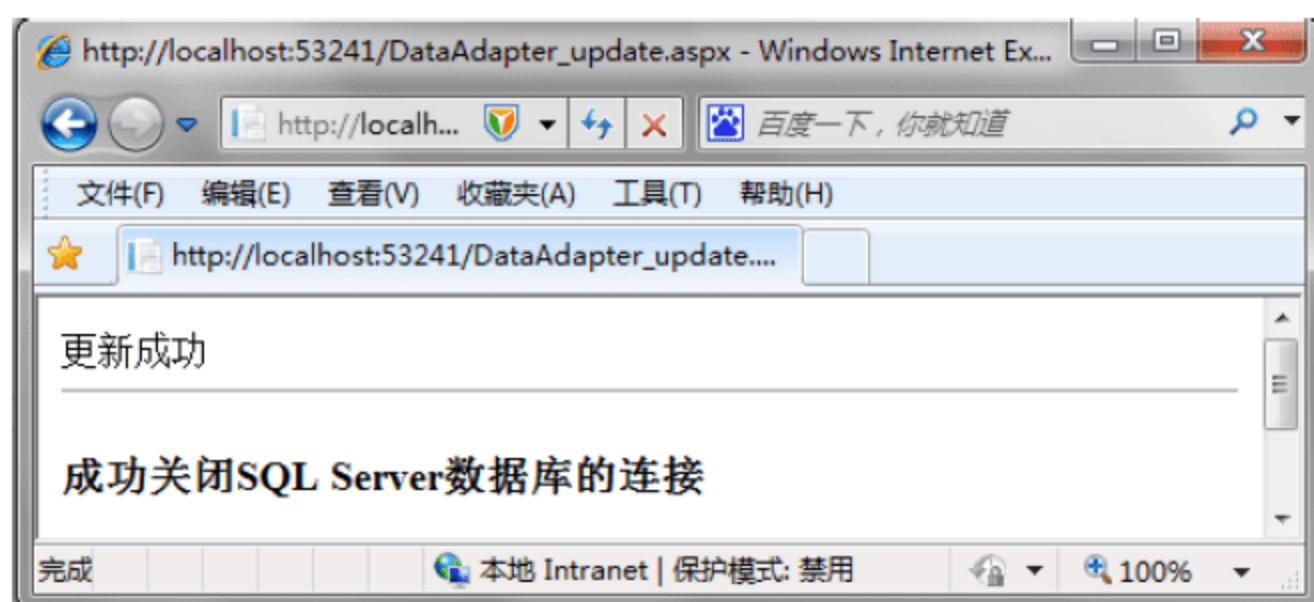 http://localhost:53241/DataAdapter_update.aspx - Windows Internet Ex...
http://localh... 百度一下，你就知道
文件(F) 编辑(E) 查看(V) 收藏夹(A) 工具(T) 帮助(H)
http://localhost:53241/DataAdapter_update....
更新成功
成功关闭SQL Server数据库的连接
完成 本地 Intranet | 保护模式: 禁用 100%